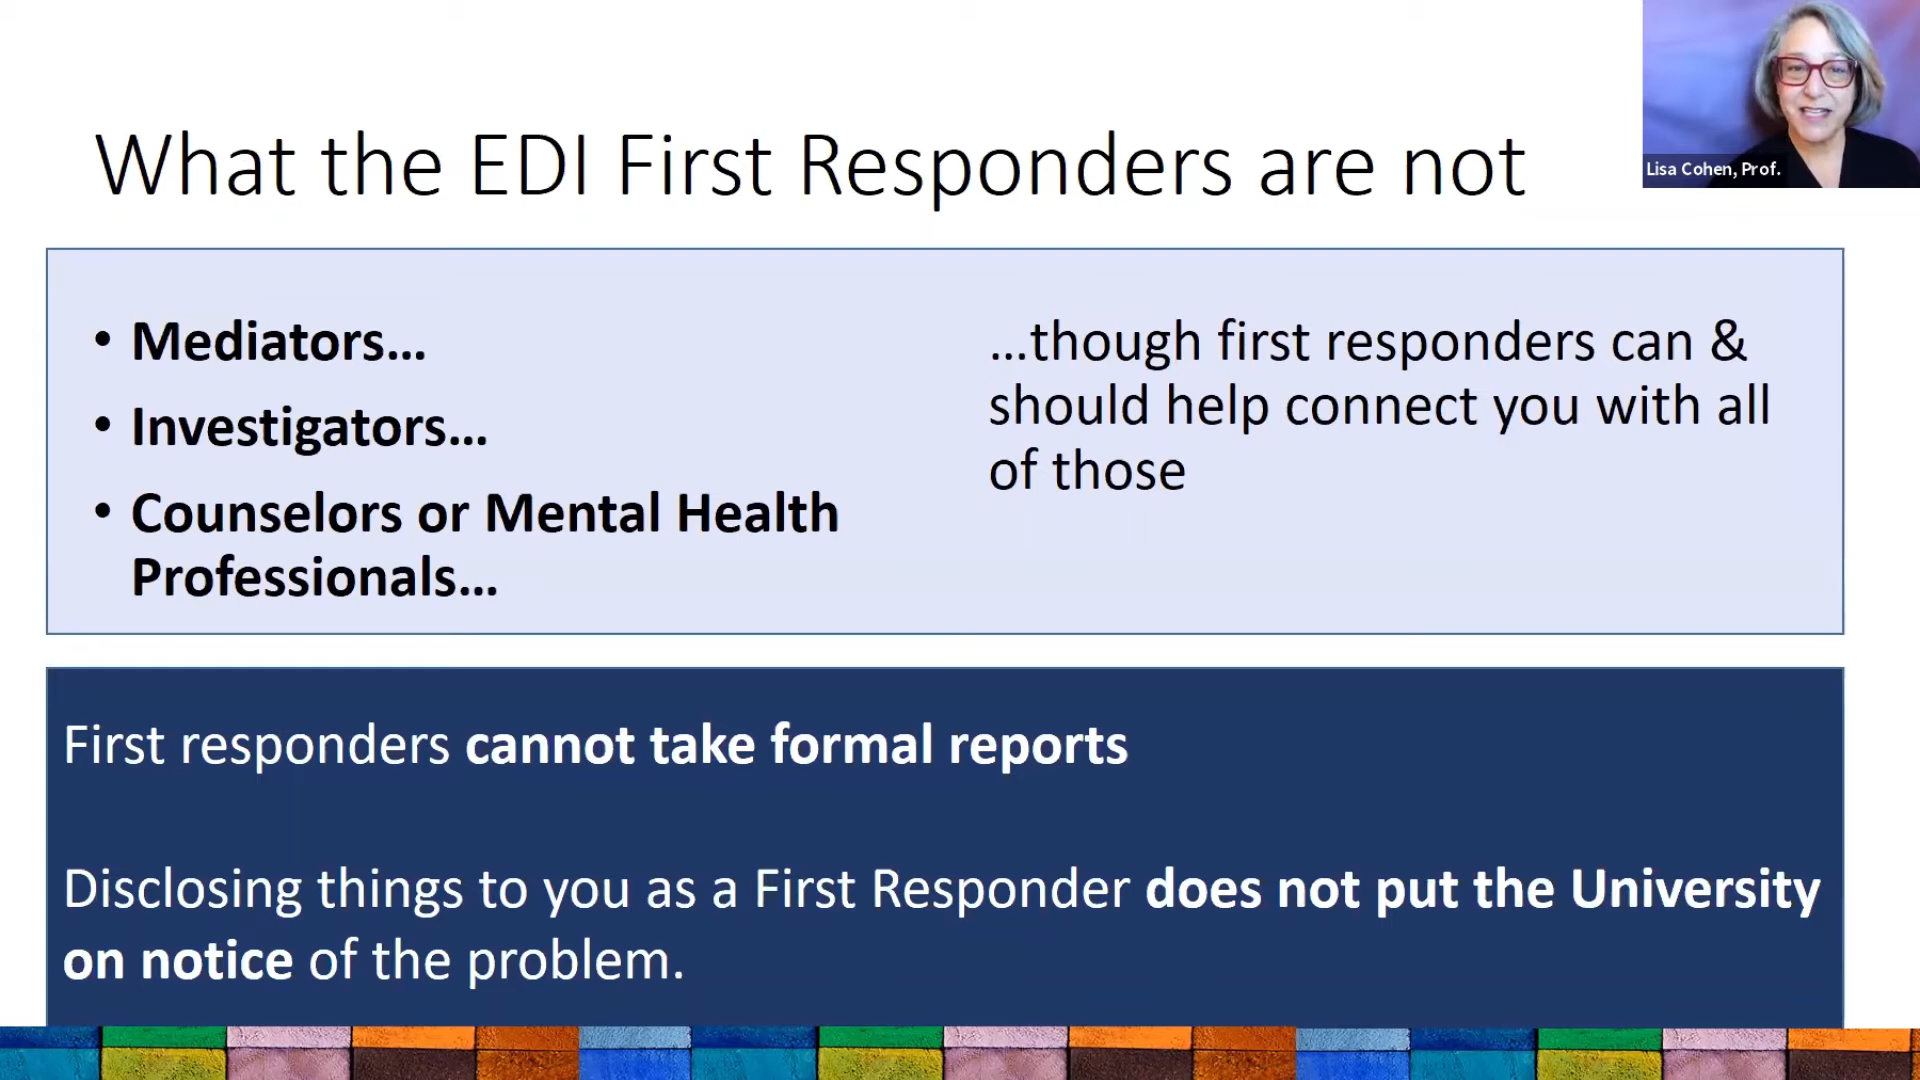 What the EDI First Responders are not
Lisa Cohen, Prof.
• Mediators…
• Investigators…
• Counselors or Mental Health
Professionals…
…though first responders can &
should help connect you with all
of those
First responders cannot take formal reports
Disclosing things to you as a First Responder does not put the University
on notice of the problem.